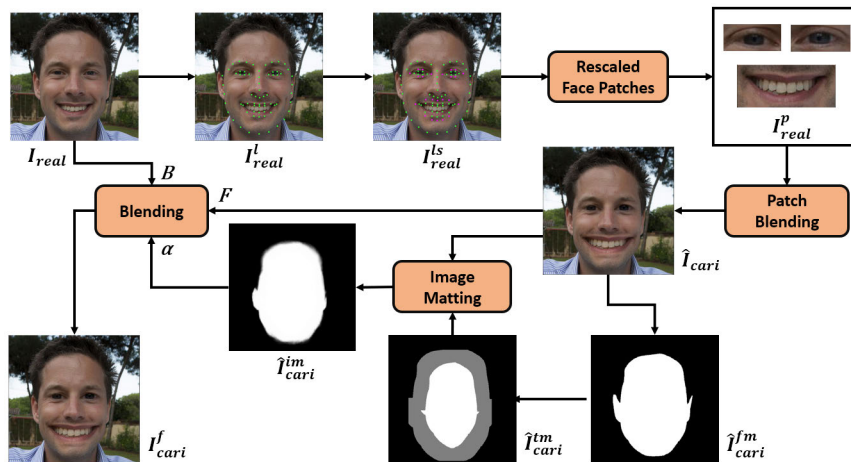 Rescaled
Face Patches
I_real
I^l_real
I^ls_real
I^p_real
B
F
Blending
Patch
Blending
α
Î_cari
Image
Matting
Î^im_cari
I^f_cari
Î^tm_cari
Î^fm_cari